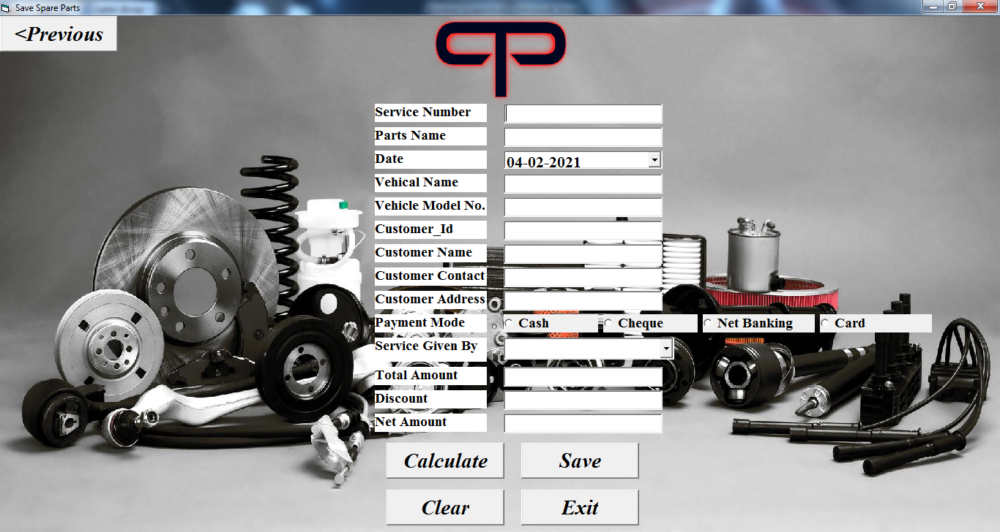 Save Spare Parts
<Previous
Service Number
Parts Name
Date
04-02-2021
Vehical Name
Vehicle Model No.
Customer_Id
Customer Name
Customer Contact
Customer Address
Payment Mode Cash Cheque Net Banking Card
Service Given By
Total Amount
Discount
Net Amount
Calculate Save
Clear Exit